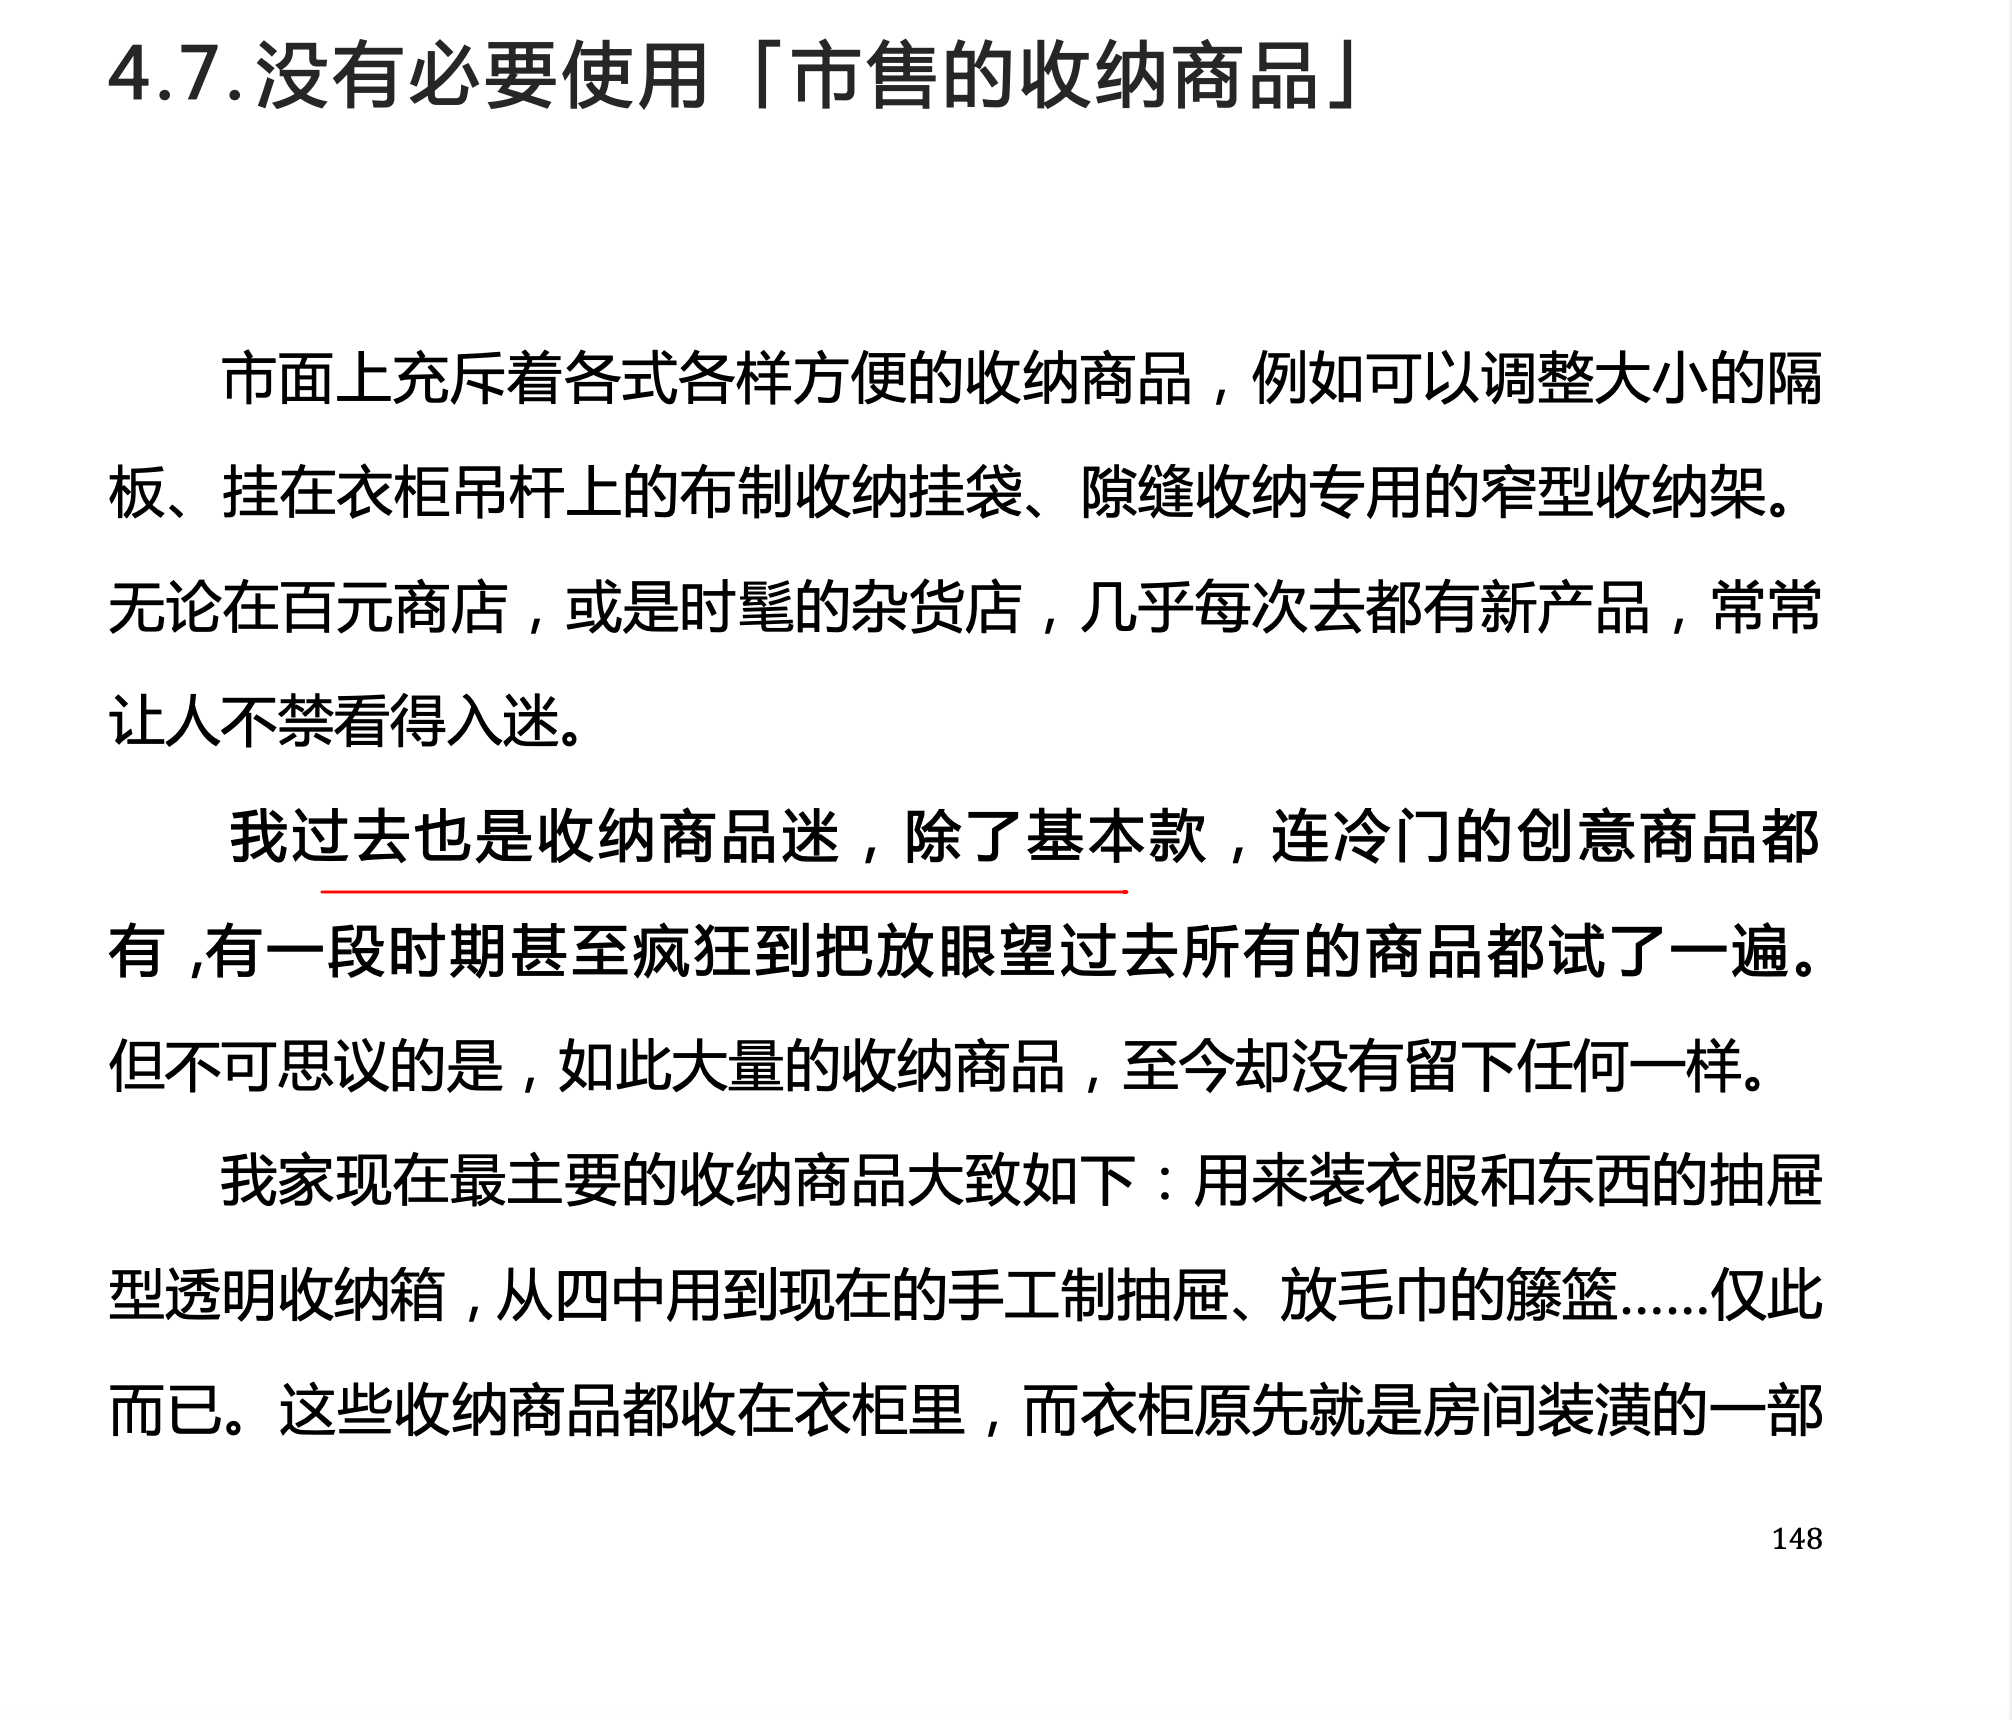 4.7.没有必要使用「市售的收纳商品」
市面上充斥着各式各样方便的收纳商品，例如可以调整大小的隔
板、挂在衣柜吊杆上的布制收纳挂袋、隙缝收纳专用的窄型收纳架。
无论在百元商店，或是时髦的杂货店，几乎每次去都有新产品，常常
让人不禁看得入迷。
我过去也是收纳商品迷，除了基本款，连冷门的创意商品都
有，有一段时期甚至疯狂到把放眼望过去所有的商品都试了一遍。
但不可思议的是，如此大量的收纳商品，至今却没有留下任何一样。
我家现在最主要的收纳商品大致如下：用来装衣服和东西的抽屉
型透明收纳箱，从四中用到现在的手工制抽屉、放毛巾的籐篮……仅此
而已。这些收纳商品都收在衣柜里，而衣柜原先就是房间装潢的一部
148